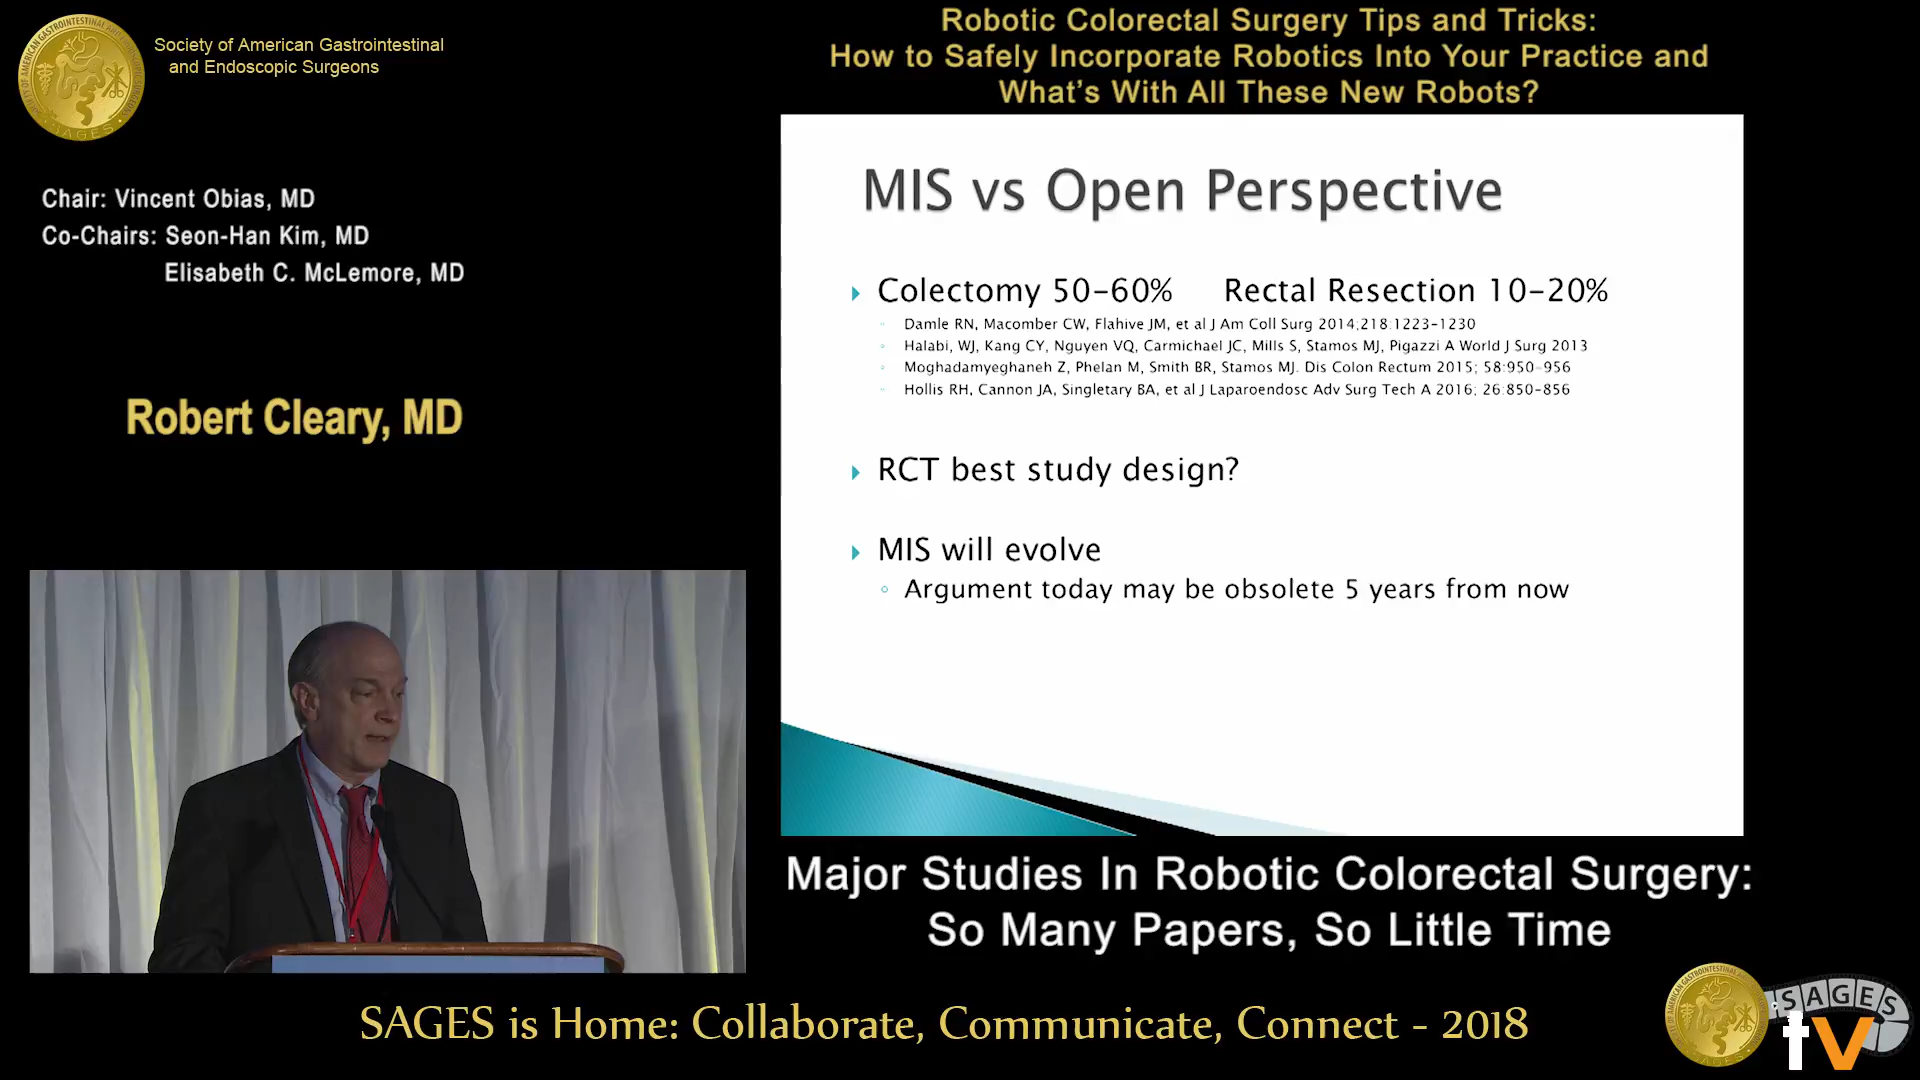 Society of American Gastrointestinal
and Endoscopic Surgeons
Robotic Colorectal Surgery Tips and Tricks:
How to Safely Incorporate Robotics Into Your Practice and
What's With All These New Robots?
Chair: Vincent Obias, MD
Co-Chairs: Seon-Han Kim, MD
Elisabeth C. McLemore, MD
Robert Cleary, MD
MIS vs Open Perspective
Colectomy 50-60% Rectal Resection 10-20%
Damle RN, Macomber CW, Flahive JM, et al J Am Coll Surg 2014;218:1223-1230
Halabi, WJ, Kang CY, Nguyen VQ, Carmichael JC, Mills S, Stamos MJ, Pigazzi A World J Surg 2013
Moghadamyeghaneh Z, Phelan M, Smith BR, Stamos MJ. Dis Colon Rectum 2015; 58:950-956
Hollis RH, Cannon JA, Singletary BA, et al J Laparoendosc Adv Surg Tech A 2016; 26:850-856
RCT best study design?
MIS will evolve
Argument today may be obsolete 5 years from now
Major Studies In Robotic Colorectal Surgery:
So Many Papers, So Little Time
SAGES is Home: Collaborate, Communicate, Connect - 2018
SAGES
tV